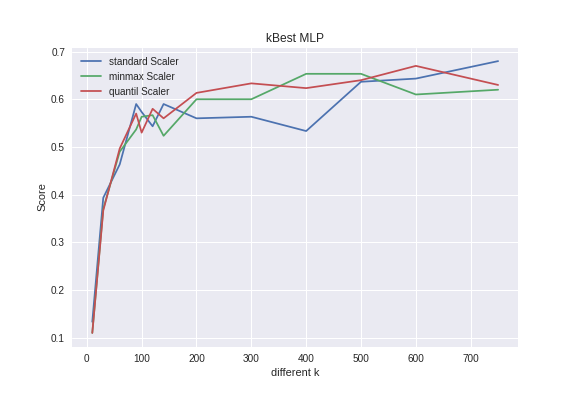 kBest MLP
standard Scaler
minmax Scaler
quantil Scaler
Score
0.7
0.6
0.5
0.4
0.3
0.2
0.1
0 100 200 300 400 500 600 700
different k